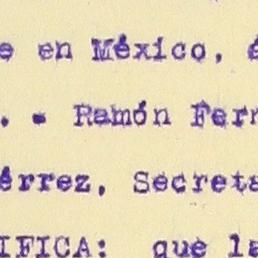 e en México, é
. - Ramón Fern
érrez, Secreta
IFICA: que la